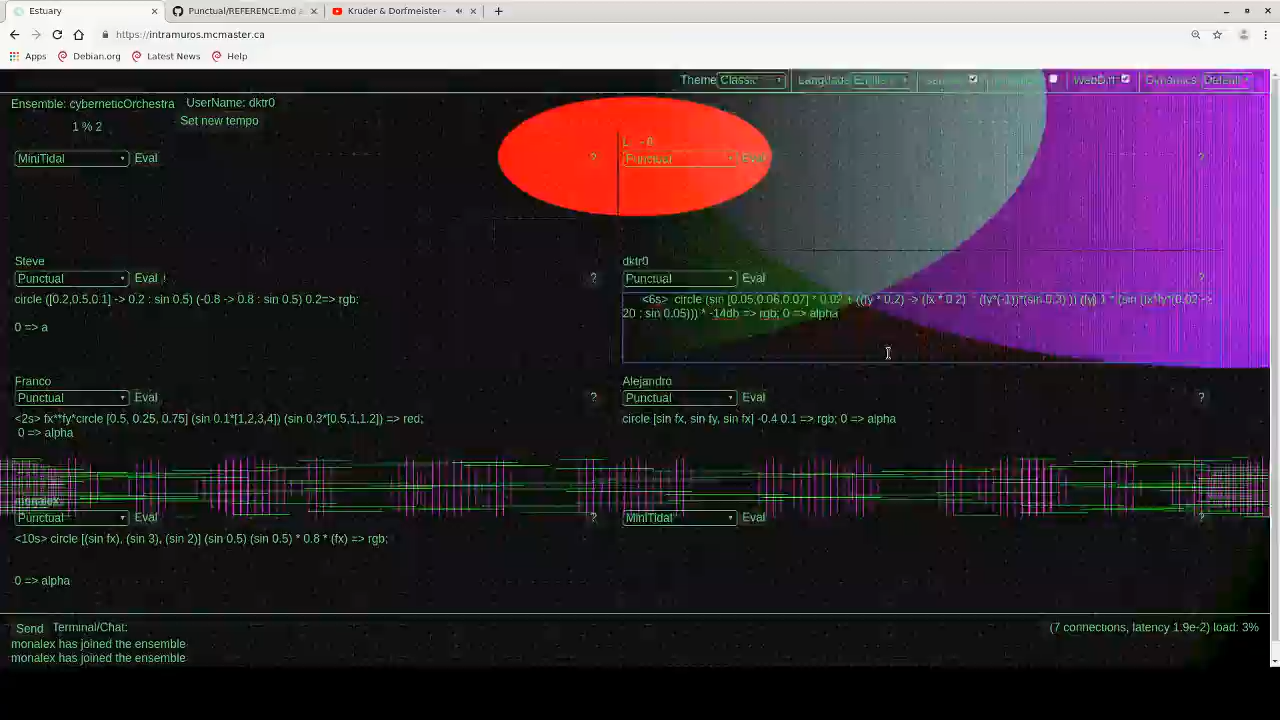 Estuary
Punctual/REFERENCE.md a
Kruder & Dorfmeister -
https://intramuros.mcmaster.ca
Apps
Debian.org
Latest News
Help
Theme Classic
Language
WebDirt
Dynamics Default
Ensemble: cyberneticOrchestra
UserName: dktr0
1 % 2
Set new tempo
MiniTidal
Eval
?
Punctual
Eval
?
Steve
Punctual
Eval !
?
circle ([0.2,0.5,0.1] -> 0.2 : sin 0.5) (-0.8 -> 0.8 : sin 0.5) 0.2=> rgb;
0 => a
dktr0
Punctual
Eval
?
20 : sin 0.05))) * -14db => rgb; 0 => alpha
Franco
Punctual
Eval
?
<2s> fx**fy*circle [0.5, 0.25, 0.75] (sin 0.1*[1,2,3,4]) (sin 0.3*[0.5,1,1.2]) => red;
0 => alpha
Alejandro
Punctual
Eval
?
circle [sin fx, sin fy, sin fx] -0.4 0.1 => rgb; 0 => alpha
monalex
Punctual
Eval
?
<10s> circle [(sin fx), (sin 3), (sin 2)] (sin 0.5) (sin 0.5) * 0.8 * (fx) => rgb;
0 => alpha
MiniTidal
Eval
?
Send
Terminal/Chat:
(7 connections, latency 1.9e-2) load: 3%
monalex has joined the ensemble
monalex has joined the ensemble